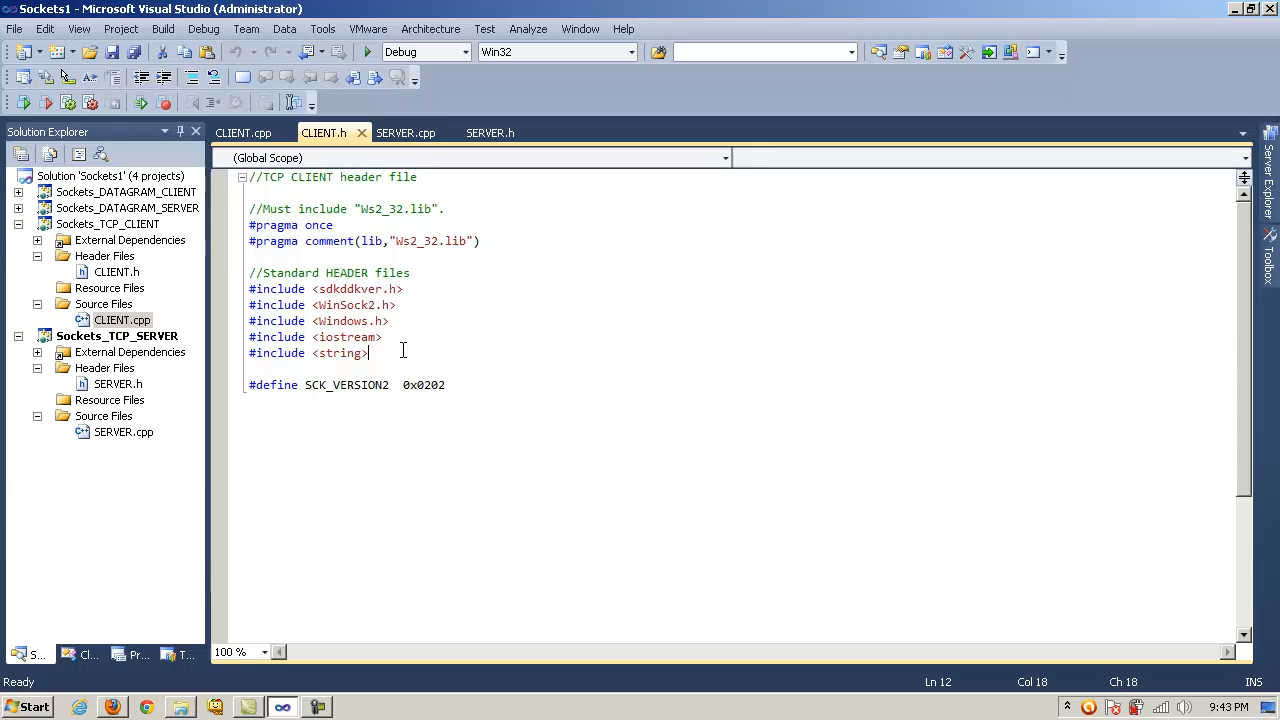 Sockets1 - Microsoft Visual Studio (Administrator)
File Edit View Project Build Debug Team Data Tools VMware Architecture Test Analyze Window Help
Debug Win32
Solution Explorer
CLIENT.cpp CLIENT.h SERVER.cpp SERVER.h
(Global Scope)
Solution 'Sockets1' (4 projects)
Sockets_DATAGRAM_CLIENT
Sockets_DATAGRAM_SERVER
Sockets_TCP_CLIENT
External Dependencies
Header Files
CLIENT.h
Resource Files
Source Files
CLIENT.cpp
Sockets_TCP_SERVER
External Dependencies
Header Files
SERVER.h
Resource Files
Source Files
SERVER.cpp
S... Cl... Pr... T...
//TCP CLIENT header file
//Must include "Ws2_32.lib".
#pragma once
#pragma comment(lib,"Ws2_32.lib")
//Standard HEADER files
#include <sdkddkver.h>
#include <WinSock2.h>
#include <Windows.h>
#include <iostream>
#include <string>
#define SCK_VERSION2 0x0202
100 %
Server Explorer
Toolbox
Ready Ln 12 Col 18 Ch 18 INS
Start 9:43 PM